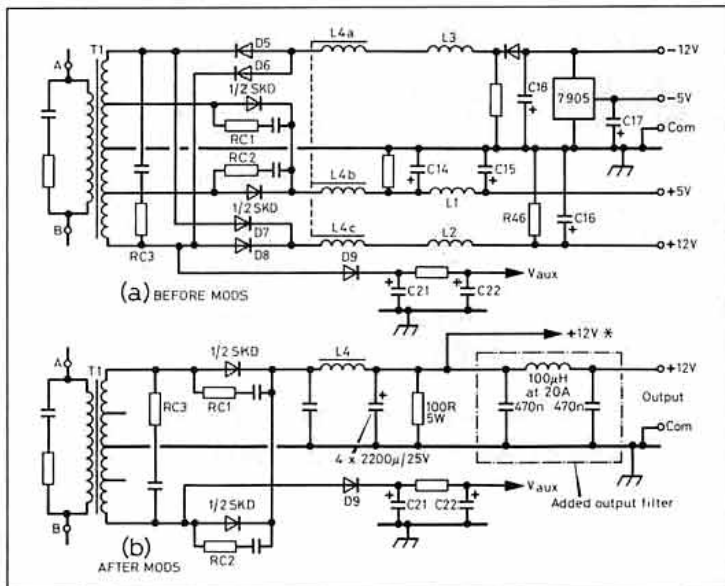 T1
A
B
D5
D6
1/2 SKD
RC1
RC2
1/2 SKD
D7
D8
RC3
D9
L4a
L3
L4b
L1
L4c
L2
C14
C15
C18
7905
C17
R46
C16
C21
C22
Vaux
-12V
-5V
Com
+5V
+12V
(a) BEFORE MODS
T1
A
B
1/2 SKD
RC3
RC1
1/2 SKD
RC2
L4
100R
5W
4 x 2200µ/25V
D9
C21
C22
Vaux
+12V *
100µH
at 20A
470n
470n
+12V
Output
Com
Added output filter
(b)
AFTER MODS